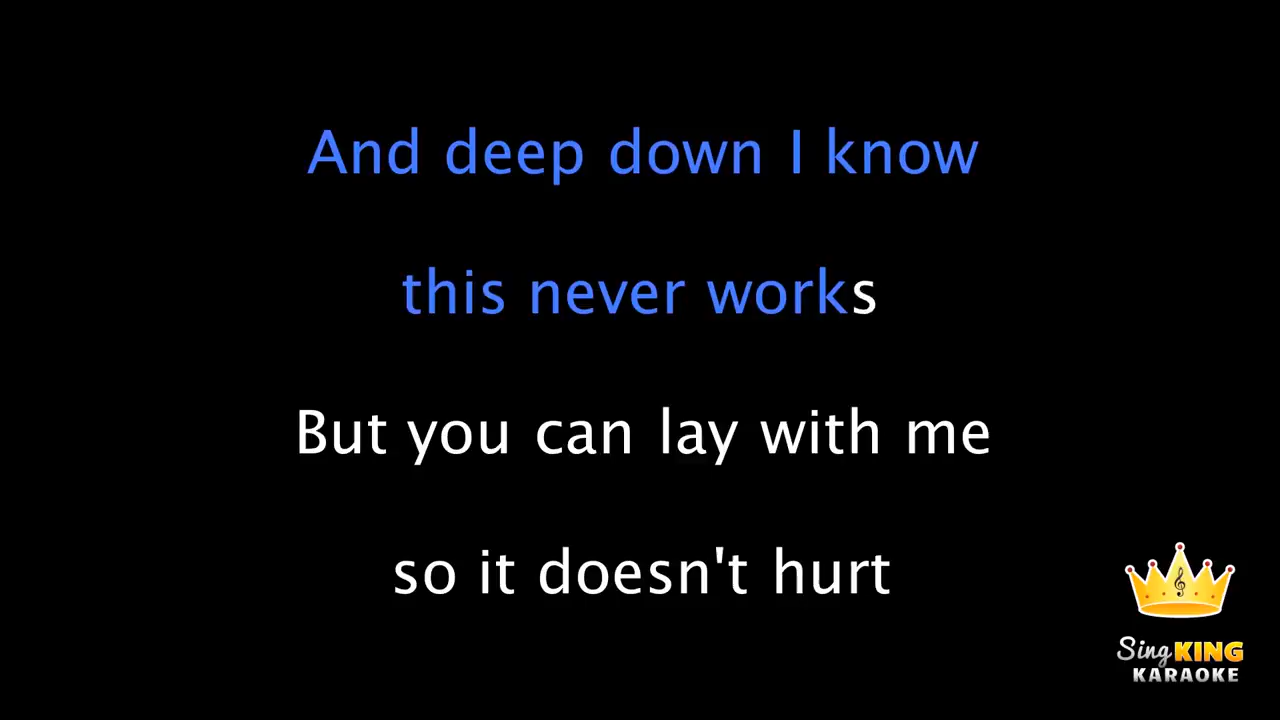 And deep down I know
this never works
But you can lay with me
so it doesn't hurt
Sing KING
KARAOKE